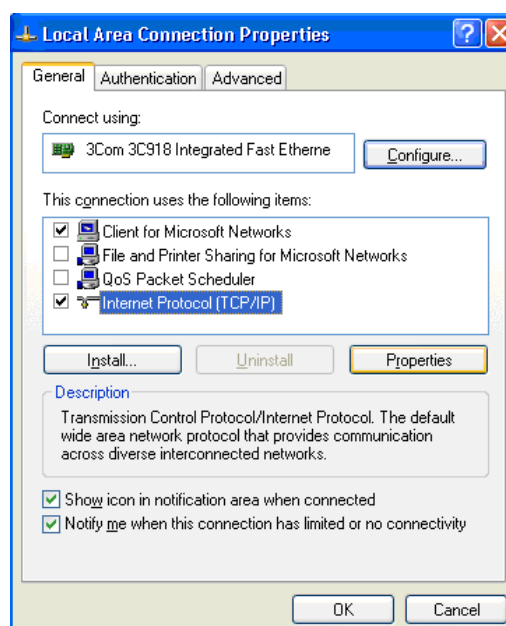 Local Area Connection Properties
General Authentication Advanced
Connect using:
3Com 3C918 Integrated Fast Etherne
Configure...
This connection uses the following items:
Client for Microsoft Networks
File and Printer Sharing for Microsoft Networks
QoS Packet Scheduler
Internet Protocol (TCP/IP)
Install... Uninstall Properties
Description
Transmission Control Protocol/Internet Protocol. The default
wide area network protocol that provides communication
across diverse interconnected networks.
Show icon in notification area when connected
Notify me when this connection has limited or no connectivity
OK Cancel